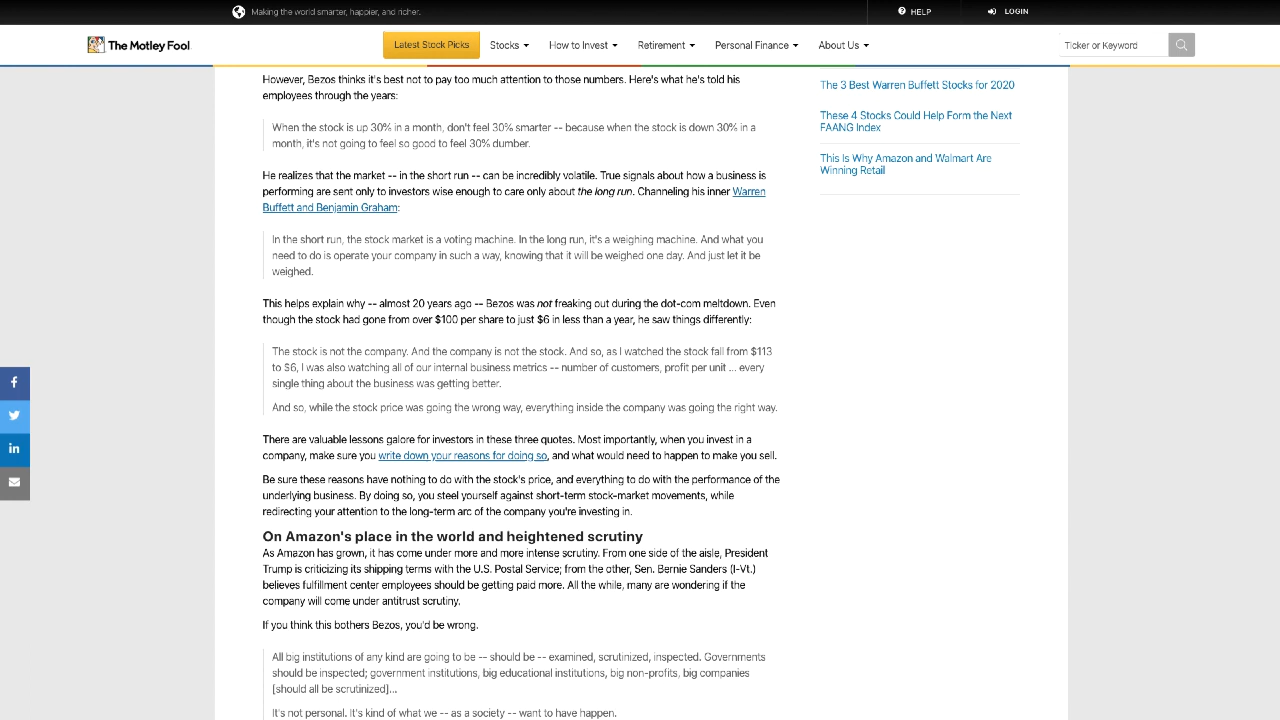 Making the world smarter, happier, and richer.
HELP
LOGIN
The Motley Fool.
Latest Stock Picks
Stocks
How to Invest
Retirement
Personal Finance
About Us
Ticker or Keyword
However, Bezos thinks it's best not to pay too much attention to those numbers. Here's what he's told his
employees through the years:
When the stock is up 30% in a month, don't feel 30% smarter -- because when the stock is down 30% in a
month, it's not going to feel so good to feel 30% dumber.
He realizes that the market -- in the short run -- can be incredibly volatile. True signals about how a business is
performing are sent only to investors wise enough to care only about the long run. Channeling his inner Warren
Buffett and Benjamin Graham:
In the short run, the stock market is a voting machine. In the long run, it's a weighing machine. And what you
need to do is operate your company in such a way, knowing that it will be weighed one day. And just let it be
weighed.
This helps explain why -- almost 20 years ago -- Bezos was not freaking out during the dot-com meltdown. Even
though the stock had gone from over $100 per share to just $6 in less than a year, he saw things differently:
The stock is not the company. And the company is not the stock. And so, as I watched the stock fall from $113
to $6, I was also watching all of our internal business metrics -- number of customers, profit per unit ... every
single thing about the business was getting better.
And so, while the stock price was going the wrong way, everything inside the company was going the right way.
There are valuable lessons galore for investors in these three quotes. Most importantly, when you invest in a
company, make sure you write down your reasons for doing so, and what would need to happen to make you sell.
Be sure these reasons have nothing to do with the stock's price, and everything to do with the performance of the
underlying business. By doing so, you steel yourself against short-term stock-market movements, while
redirecting your attention to the long-term arc of the company you're investing in.
On Amazon's place in the world and heightened scrutiny
As Amazon has grown, it has come under more and more intense scrutiny. From one side of the aisle, President
Trump is criticizing its shipping terms with the U.S. Postal Service; from the other, Sen. Bernie Sanders (I-Vt.)
believes fulfillment center employees should be getting paid more. All the while, many are wondering if the
company will come under antitrust scrutiny.
If you think this bothers Bezos, you'd be wrong.
All big institutions of any kind are going to be -- should be -- examined, scrutinized, inspected. Governments
should be inspected; government institutions, big educational institutions, big non-profits, big companies
[should all be scrutinized]...
It's not personal. It's kind of what we -- as a society -- want to have happen.
The 3 Best Warren Buffett Stocks for 2020
These 4 Stocks Could Help Form the Next
FAANG Index
This Is Why Amazon and Walmart Are
Winning Retail